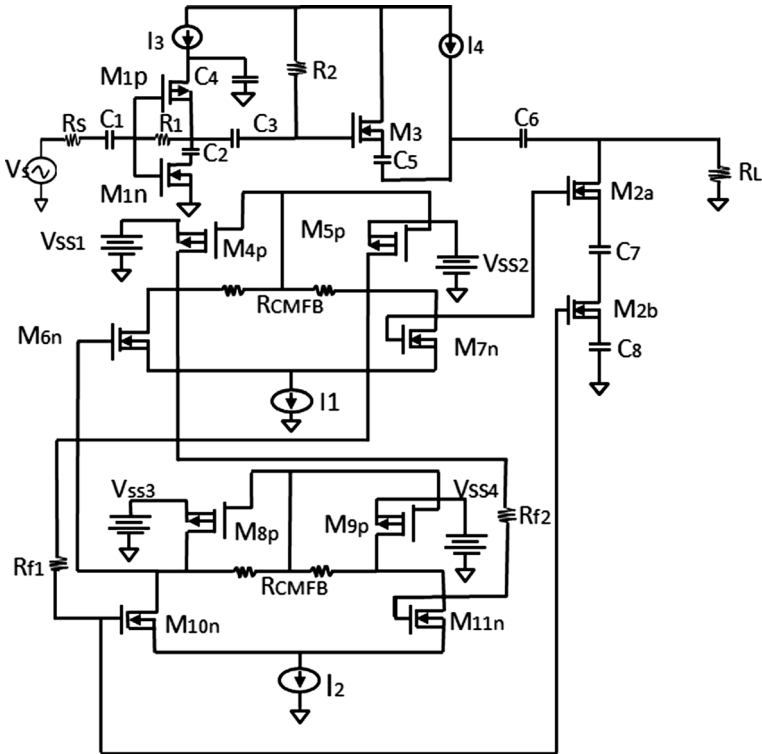 I3
I4
M1p
C4
R2
Rs
C1
R1
C3
M3
C6
Vs
C2
C5
RL
M1n
M2a
VSS1
M4p
M5p
VSS2
C7
RCMFB
M2b
M6n
M7n
C8
I1
Vss3
VSS4
M8p
M9p
Rf2
Rf1
RCMFB
M10n
M11n
I2